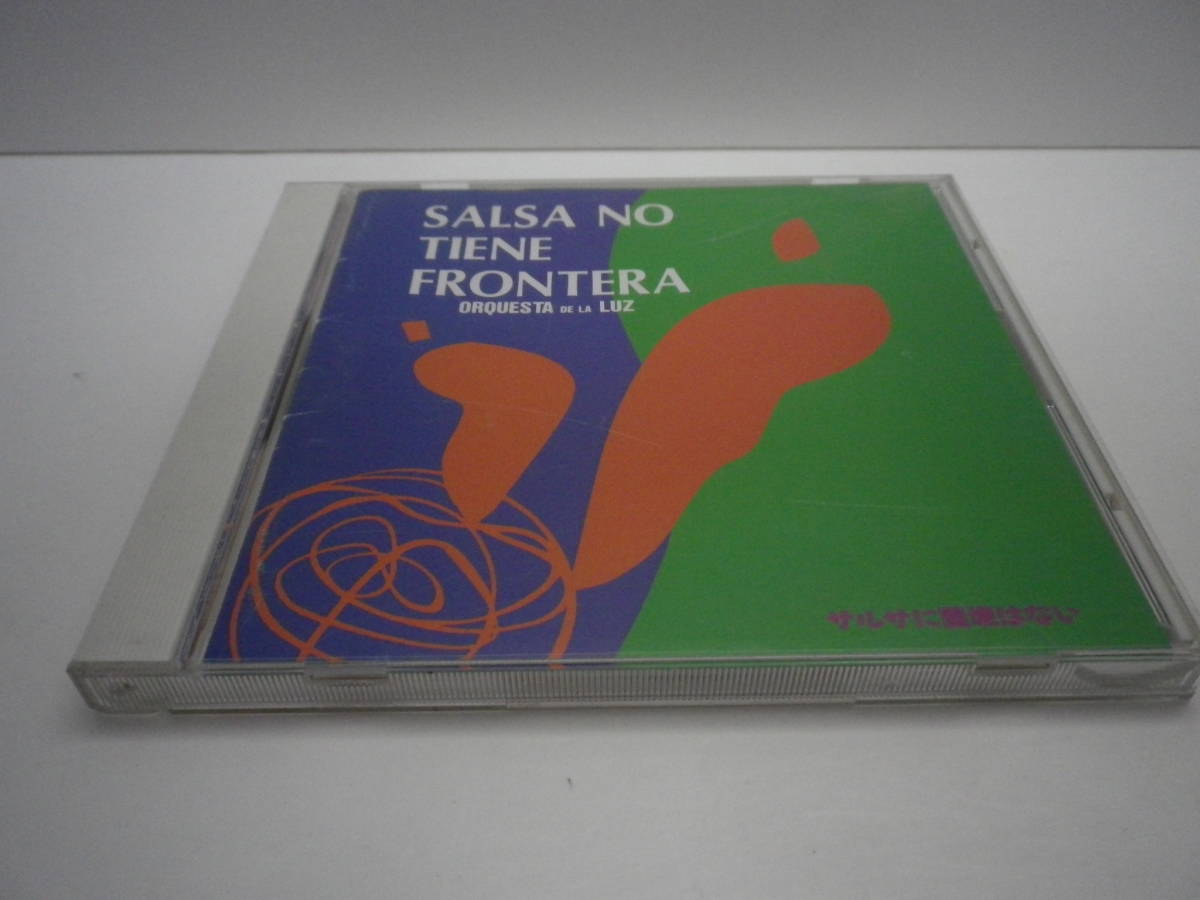 SALSA NO
TIENE
FRONTERA
ORQUESTA DE LA LUZ
サルサに国境はない